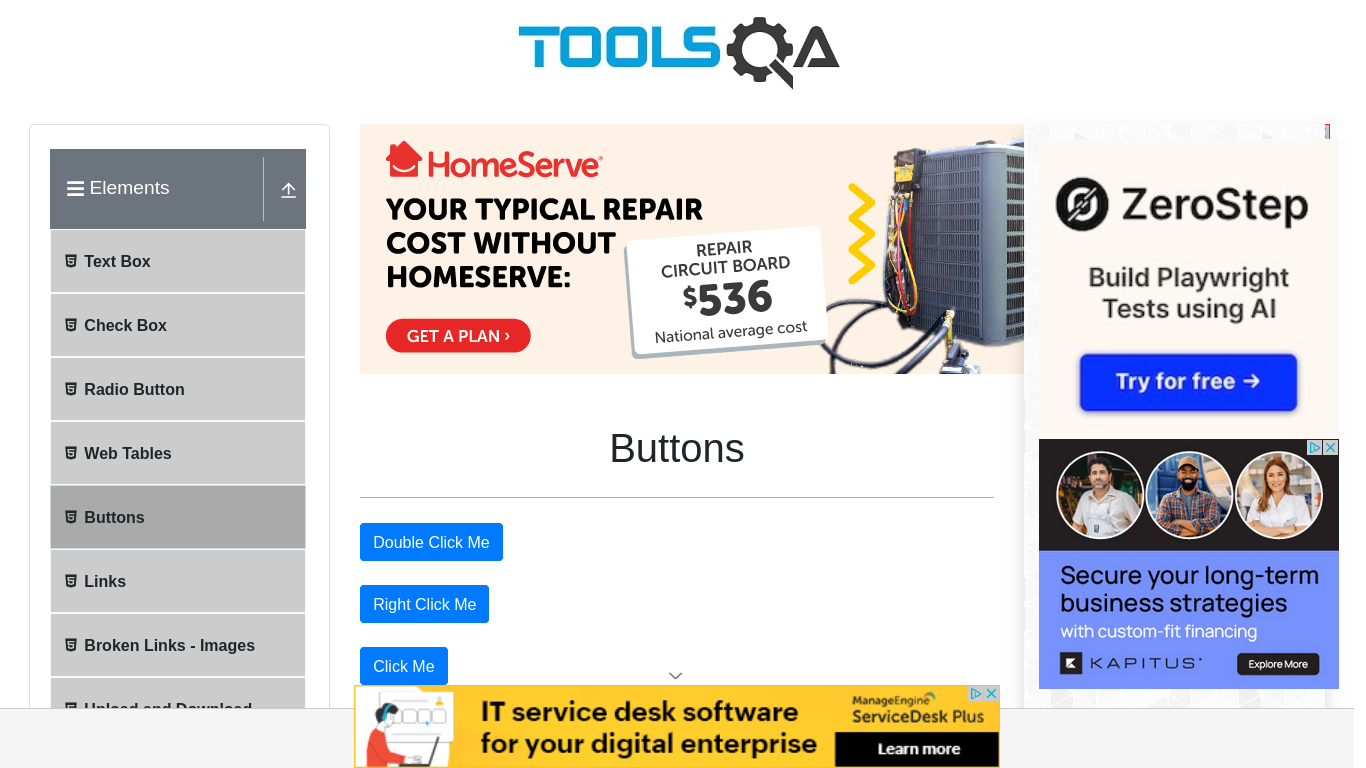 TOOLSQA
Elements
Text Box
Check Box
Radio Button
Web Tables
Buttons
Links
Broken Links - Images
Upload and Download
HomeServe®
YOUR TYPICAL REPAIR
COST WITHOUT
HOMESERVE:
GET A PLAN ›
REPAIR
CIRCUIT BOARD
$536
National average cost
Buttons
Double Click Me
Right Click Me
Click Me
ZeroStep
Build Playwright
Tests using AI
Try for free →
Secure your long-term
business strategies
with custom-fit financing
KAPITUS
Explore More
IT service desk software
for your digital enterprise
ManageEngine
ServiceDesk Plus
Learn more